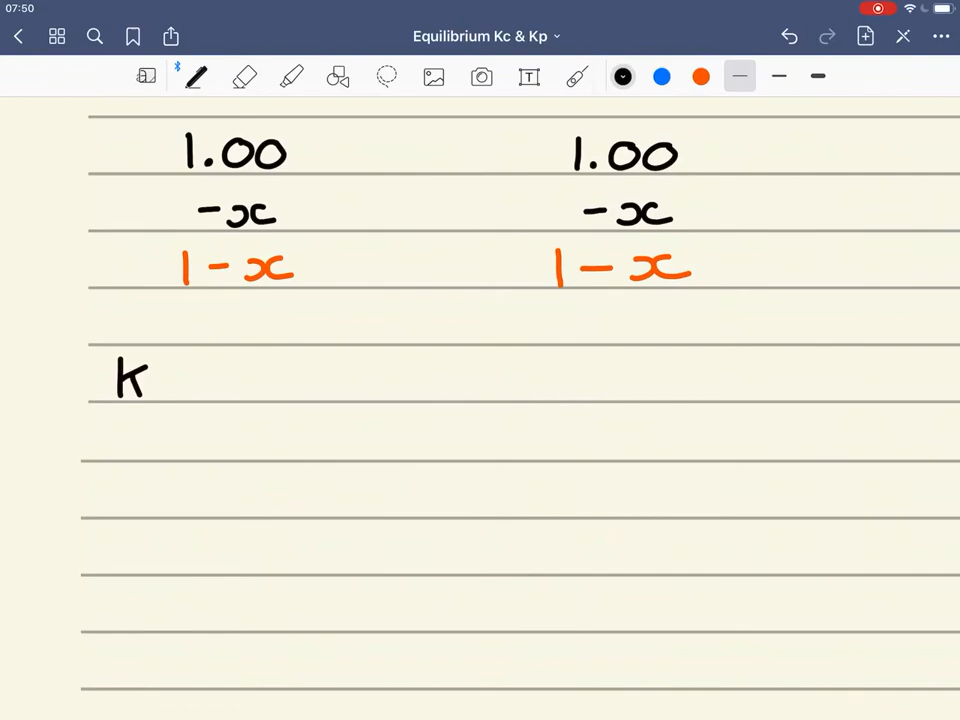 07:50
Equilibrium Kc & Kp
T
1.00 1.00
-x -x
1-x 1-x
K